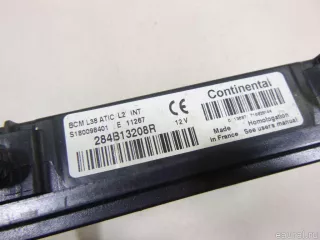 Continental
BCM L38 ATIC L2 INT
S180098401 E 11267
284B13208R
CE
12V
Made
in
France
Homologation
See users manual